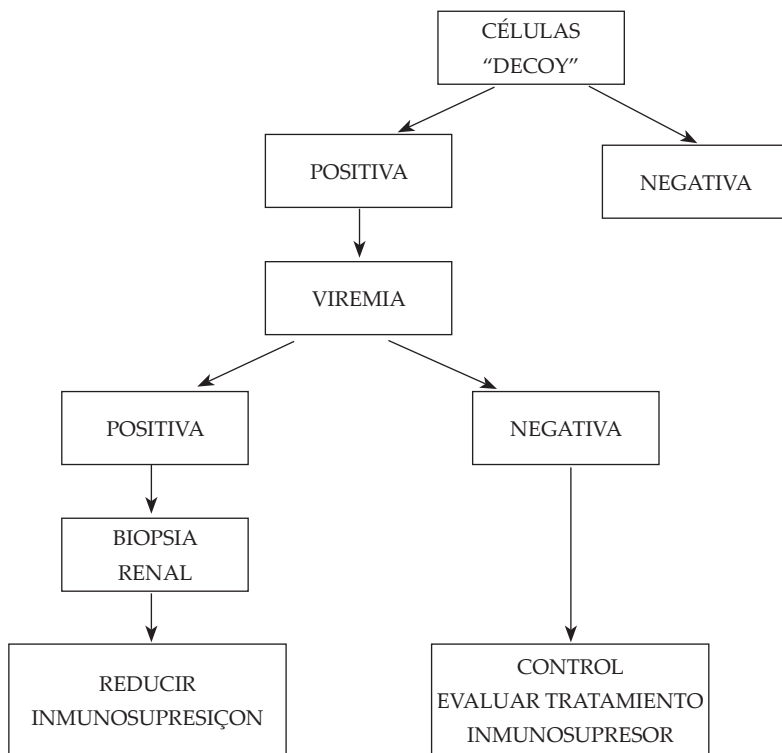 CÉLULAS
“DECOY”
POSITIVA
NEGATIVA
VIREMIA
POSITIVA
NEGATIVA
BIOPSIA
RENAL
REDUCIR
INMUNOSUPRESIÇON
CONTROL
EVALUAR TRATAMIENTO
INMUNOSUPRESOR